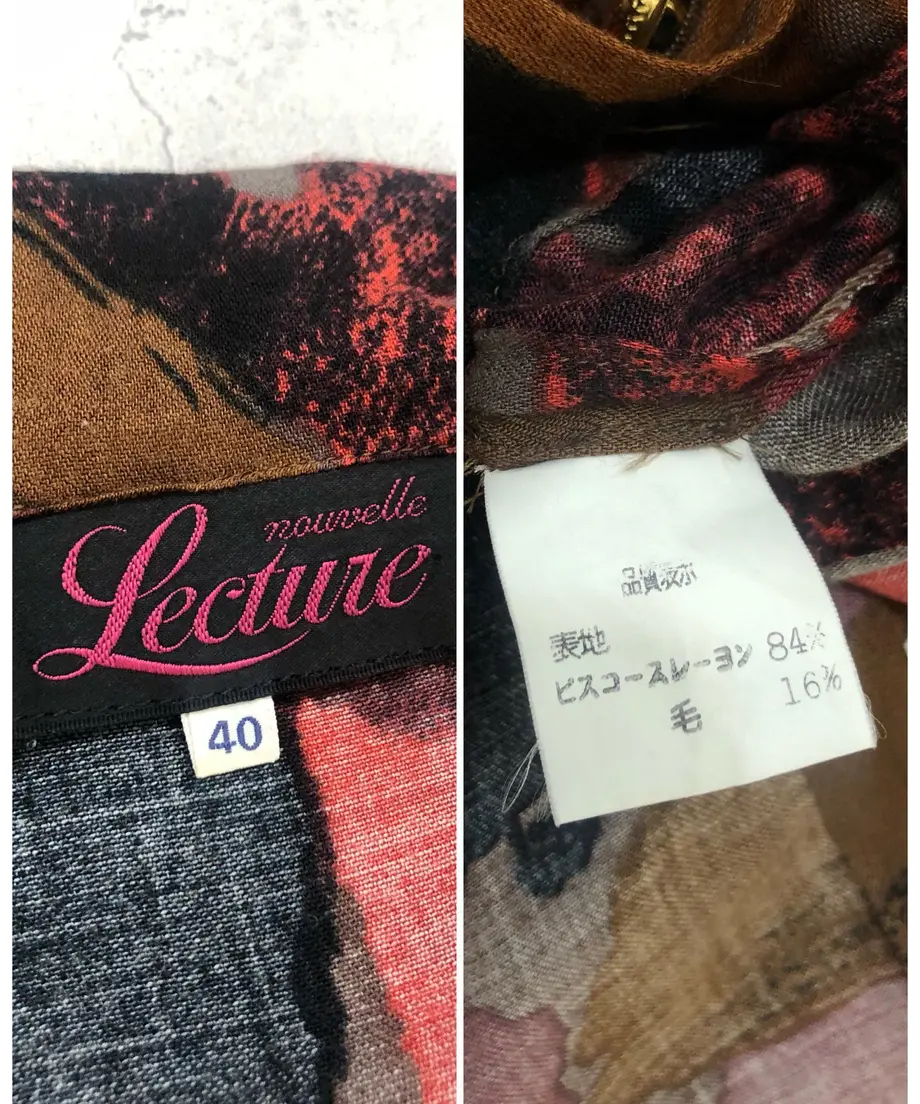 nouvelle
Lecture
40
品質表示
表地
ビスコースレーヨン 84%
毛 16%